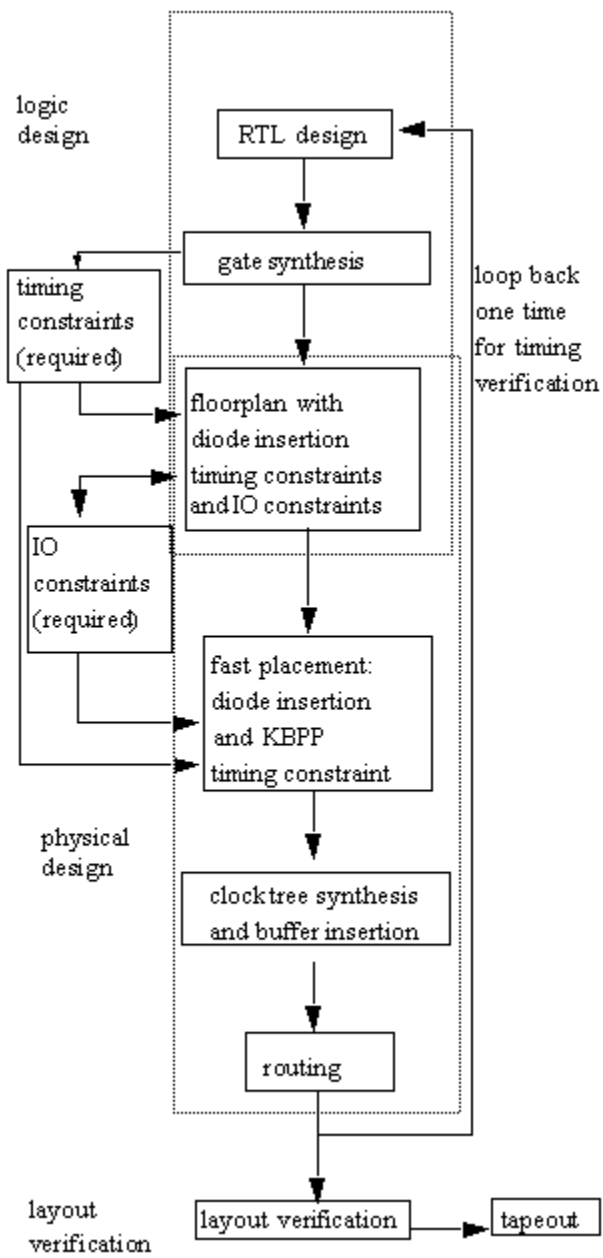 logic
design
RTL design
gate synthesis
timing
constraints
(required)
loop back
one time
for timing
verification
floorplan with
diode insertion
timing constraints
and IO constraints
IO
constraints
(required)
fast placement:
diode insertion
and KBPP
timing constraint
physical
design
clocktree synthesis
and buffer insertion
routing
layout
verification
layout verification
tapeout